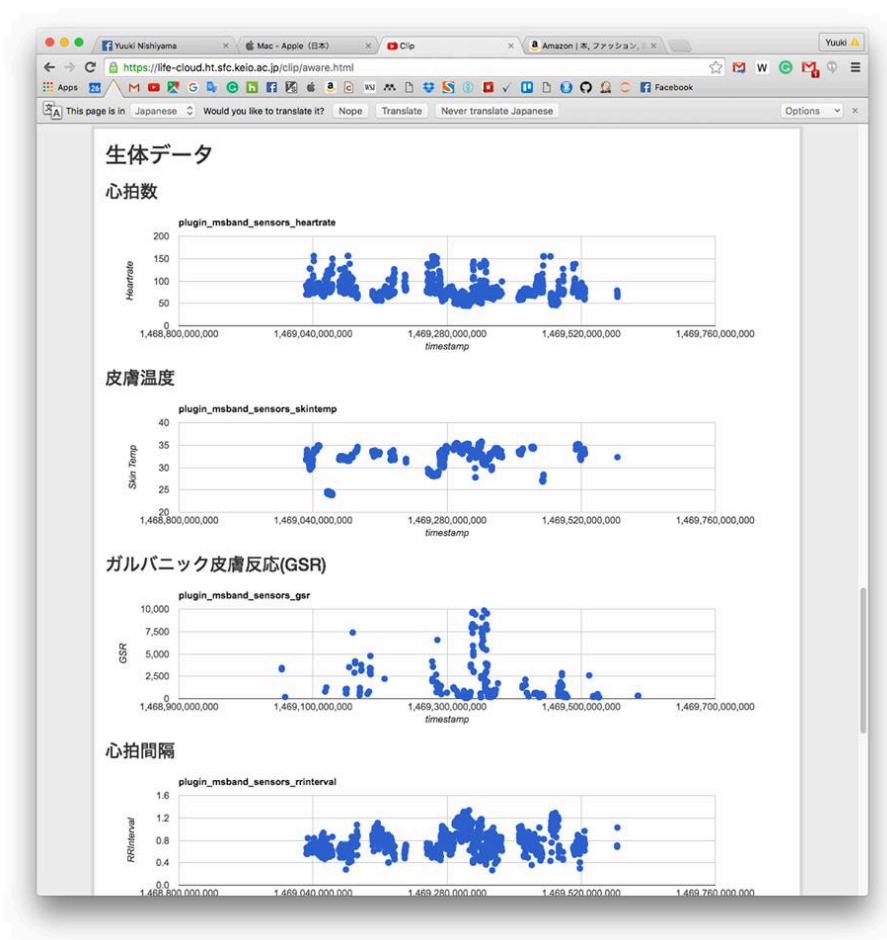 Yuuki Nishiyama
Mac - Apple (日本)
Clip
Amazon | 本, ファッション,
Yuuki
https://life-cloud.ht.sfc.keio.ac.jp/clip/aware.html
Apps
Facebook
This page is in Japanese Would you like to translate it? Nope Translate Never translate Japanese Options
生体データ
心拍数
plugin_msband_sensors_heartrate
200
150
100
50
0
Heartrate
1,468,800,000,000 1,469,040,000,000 1,469,280,000,000 1,469,520,000,000 1,469,760,000,000
timestamp
皮膚温度
plugin_msband_sensors_skintemp
40
35
30
25
20
Skin Temp
1,468,800,000,000 1,469,040,000,000 1,469,280,000,000 1,469,520,000,000 1,469,760,000,000
timestamp
ガルバニック皮膚反応(GSR)
plugin_msband_sensors_gsr
10,000
7,500
5,000
2,500
0
GSR
1,468,900,000,000 1,469,100,000,000 1,469,300,000,000 1,469,500,000,000 1,469,700,000,000
timestamp
心拍間隔
plugin_msband_sensors_rrinterval
1.6
1.2
0.8
0.4
0.0
RRInterval
1,468,800,000,000 1,469,040,000,000 1,469,280,000,000 1,469,520,000,000 1,469,760,000,000